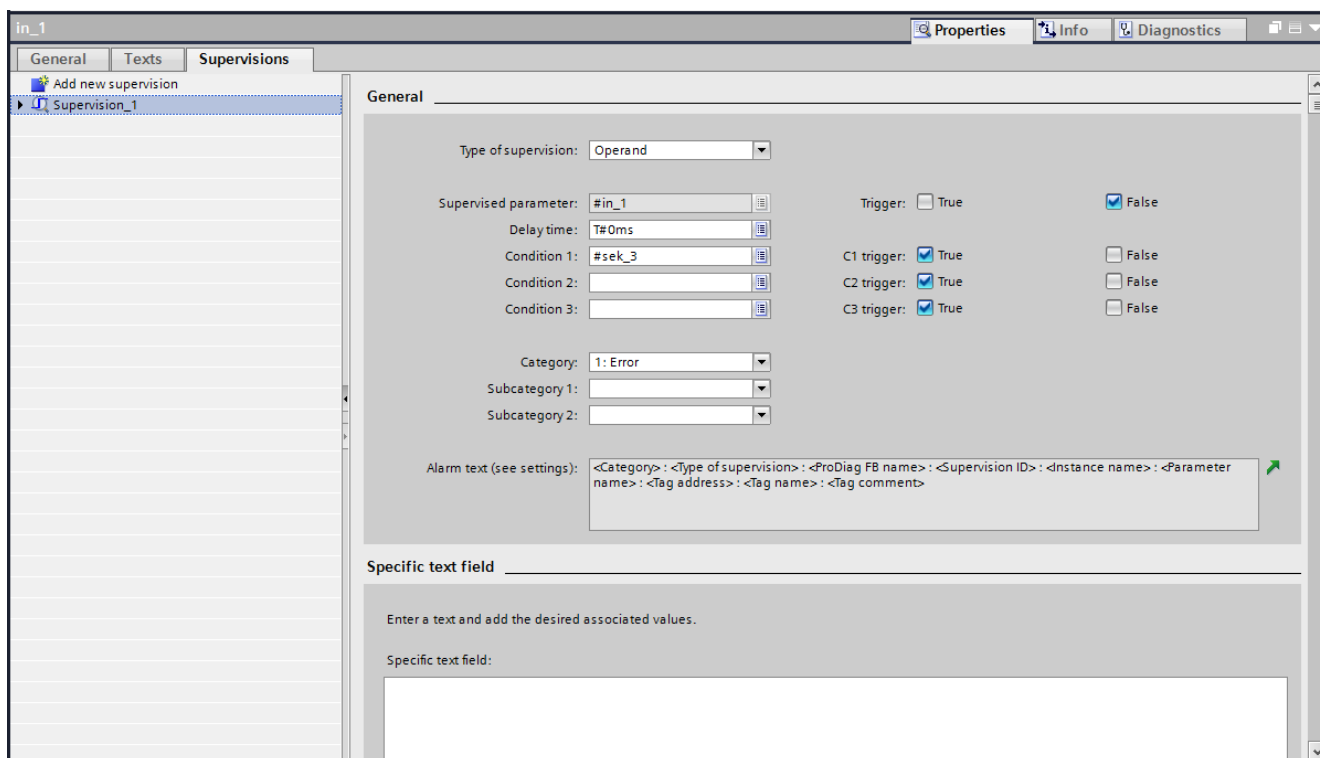 in_1
Properties
Info
Diagnostics
General
Texts
Supervisions
Add new supervision
Supervision_1
General
Type of supervision: Operand
Supervised parameter: #in_1 Trigger: True False
Delay time: T#0ms
Condition 1: #sek_3 C1 trigger: True False
Condition 2: C2 trigger: True False
Condition 3: C3 trigger: True False
Category: 1: Error
Subcategory 1:
Subcategory 2:
Alarm text (see settings): <Category> : <Type of supervision> : <ProDiag FB name> : <Supervision ID> : <Instance name> : <Parameter
name> : <Tag address> : <Tag name> : <Tag comment>
Specific text field
Enter a text and add the desired associated values.
Specific text field: